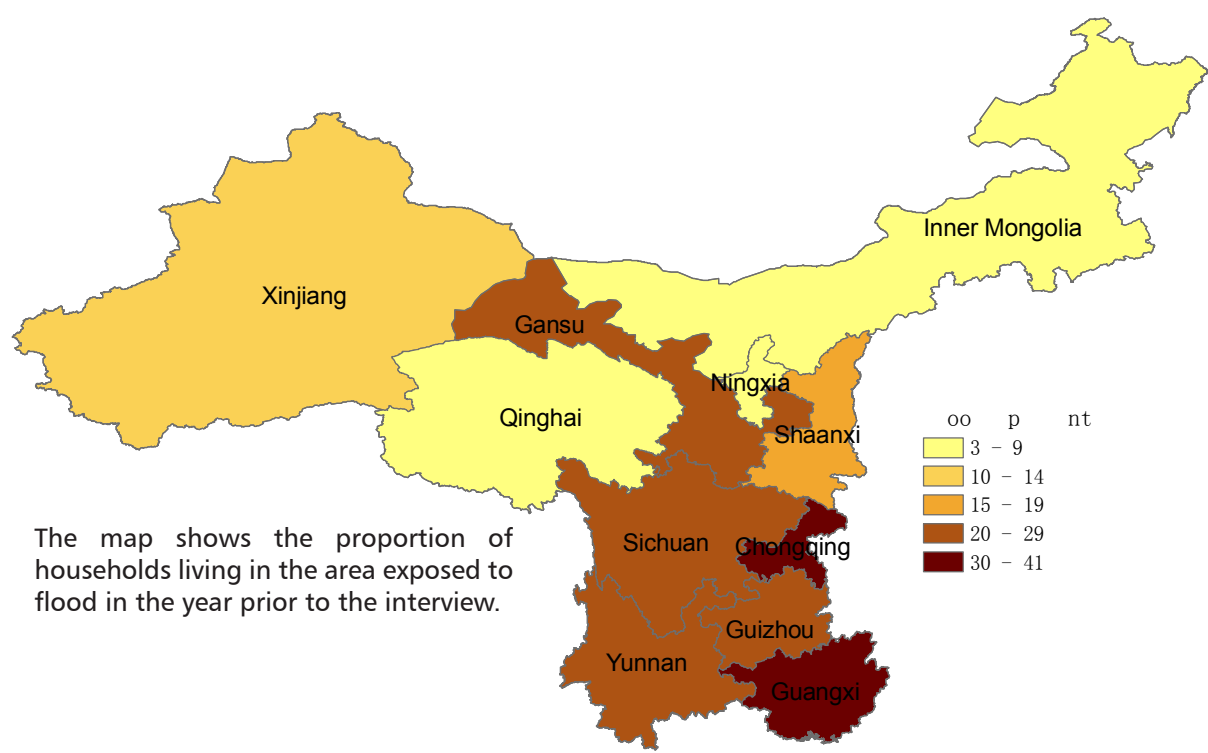 Inner Mongolia
Xinjiang
Gansu
Ningxia
Qinghai
Shaanxi
oo p nt
3 - 9
10 - 14
15 - 19
20 - 29
30 - 41
The map shows the proportion of
households living in the area exposed to
flood in the year prior to the interview.
Sichuan
Chongqing
Guizhou
Yunnan
Guangxi